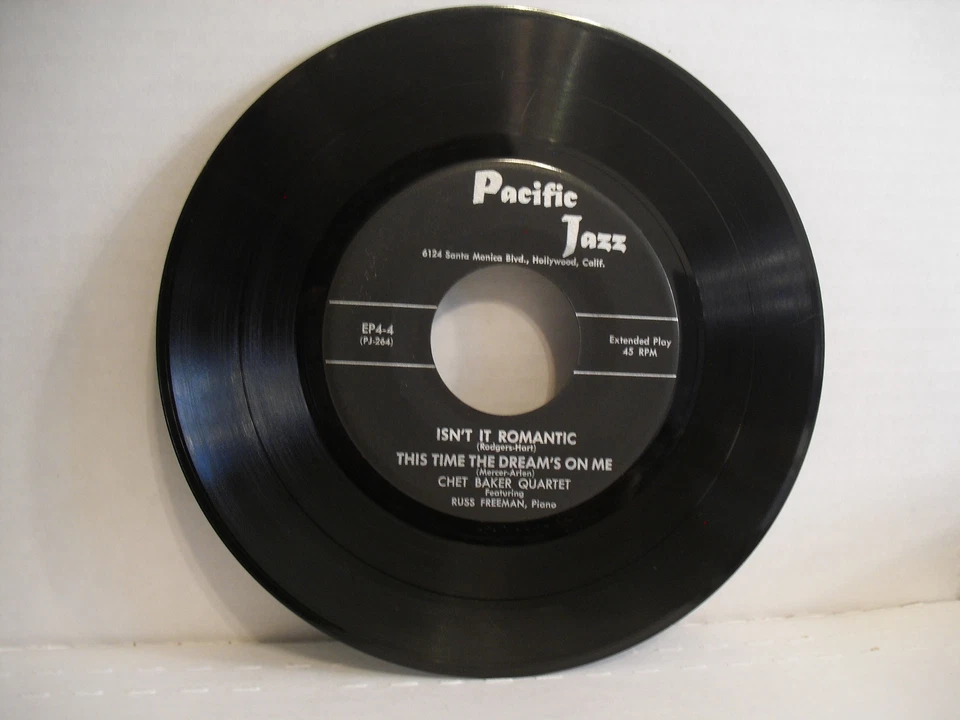 Pacific
Jazz
6124 Santa Monica Blvd., Hollywood, Calif.
EP4-4
(PJ-264)
Extended Play
45 RPM
ISN'T IT ROMANTIC
(Rodgers-Hart)
THIS TIME THE DREAM'S ON ME
(Mercer-Arlen)
CHET BAKER QUARTET
Featuring
RUSS FREEMAN, Piano